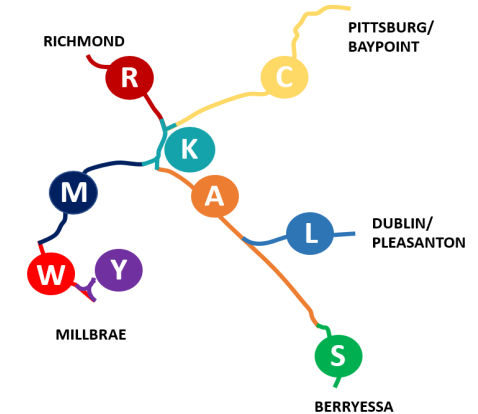 PITTSBURG/
BAYPOINT
RICHMOND
R
C
K
M
A
DUBLIN/
PLEASANTON
L
W
Y
MILLBRAE
S
BERRYESSA